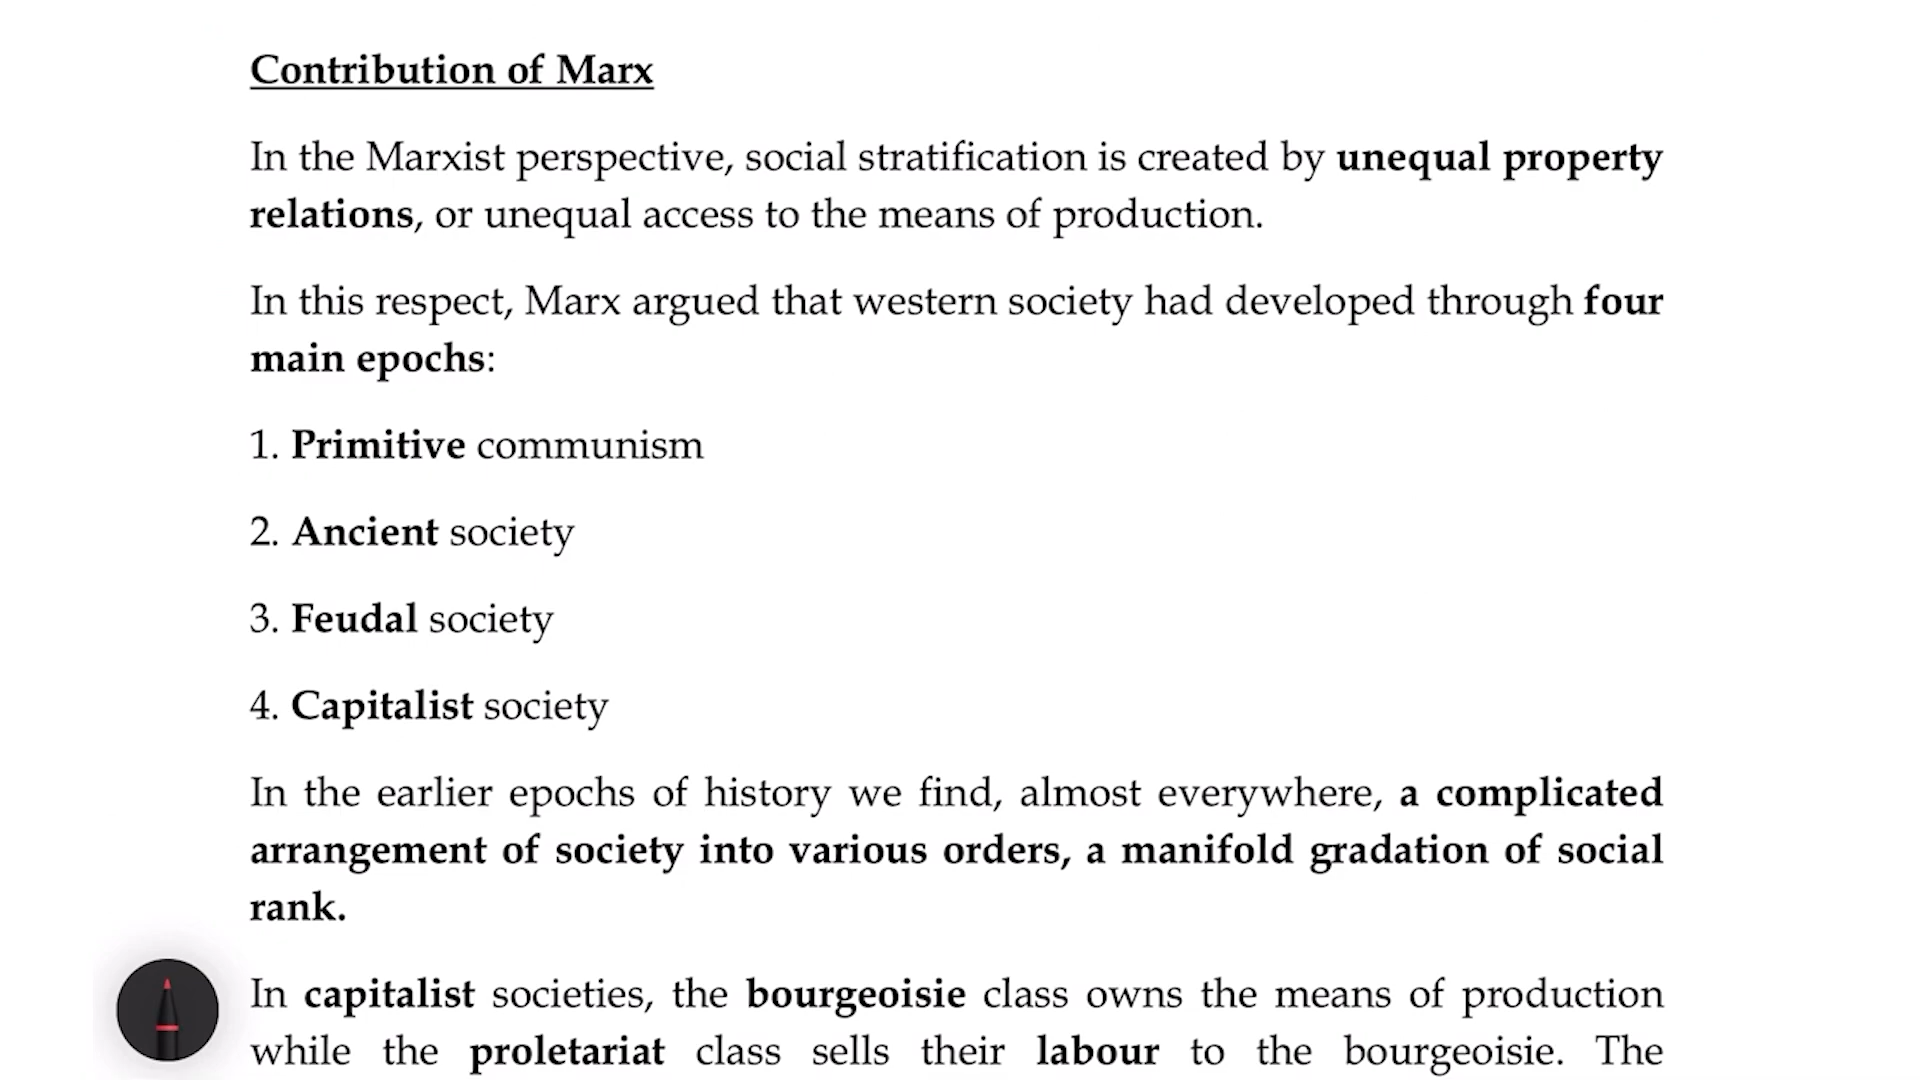 Contribution of Marx
In the Marxist perspective, social stratification is created by unequal property
relations, or unequal access to the means of production.
In this respect, Marx argued that western society had developed through four
main epochs:
1. Primitive communism
2. Ancient society
3. Feudal society
4. Capitalist society
In the earlier epochs of history we find, almost everywhere, a complicated
arrangement of society into various orders, a manifold gradation of social
rank.
In capitalist societies, the bourgeoisie class owns the means of production
while the proletariat class sells their labour to the bourgeoisie. The